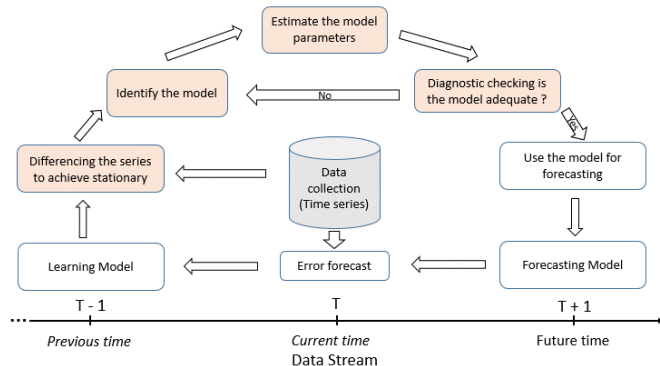 Estimate the model
parameters
Identify the model
No
Diagnostic checking is
the model adequate ?
Yes
Differencing the series
to achieve stationary
Data
collection
(Time series)
Use the model for
forecasting
Learning Model
Error forecast
Forecasting Model
T - 1
T
T + 1
...
Previous time
Current time
Future time
Data Stream